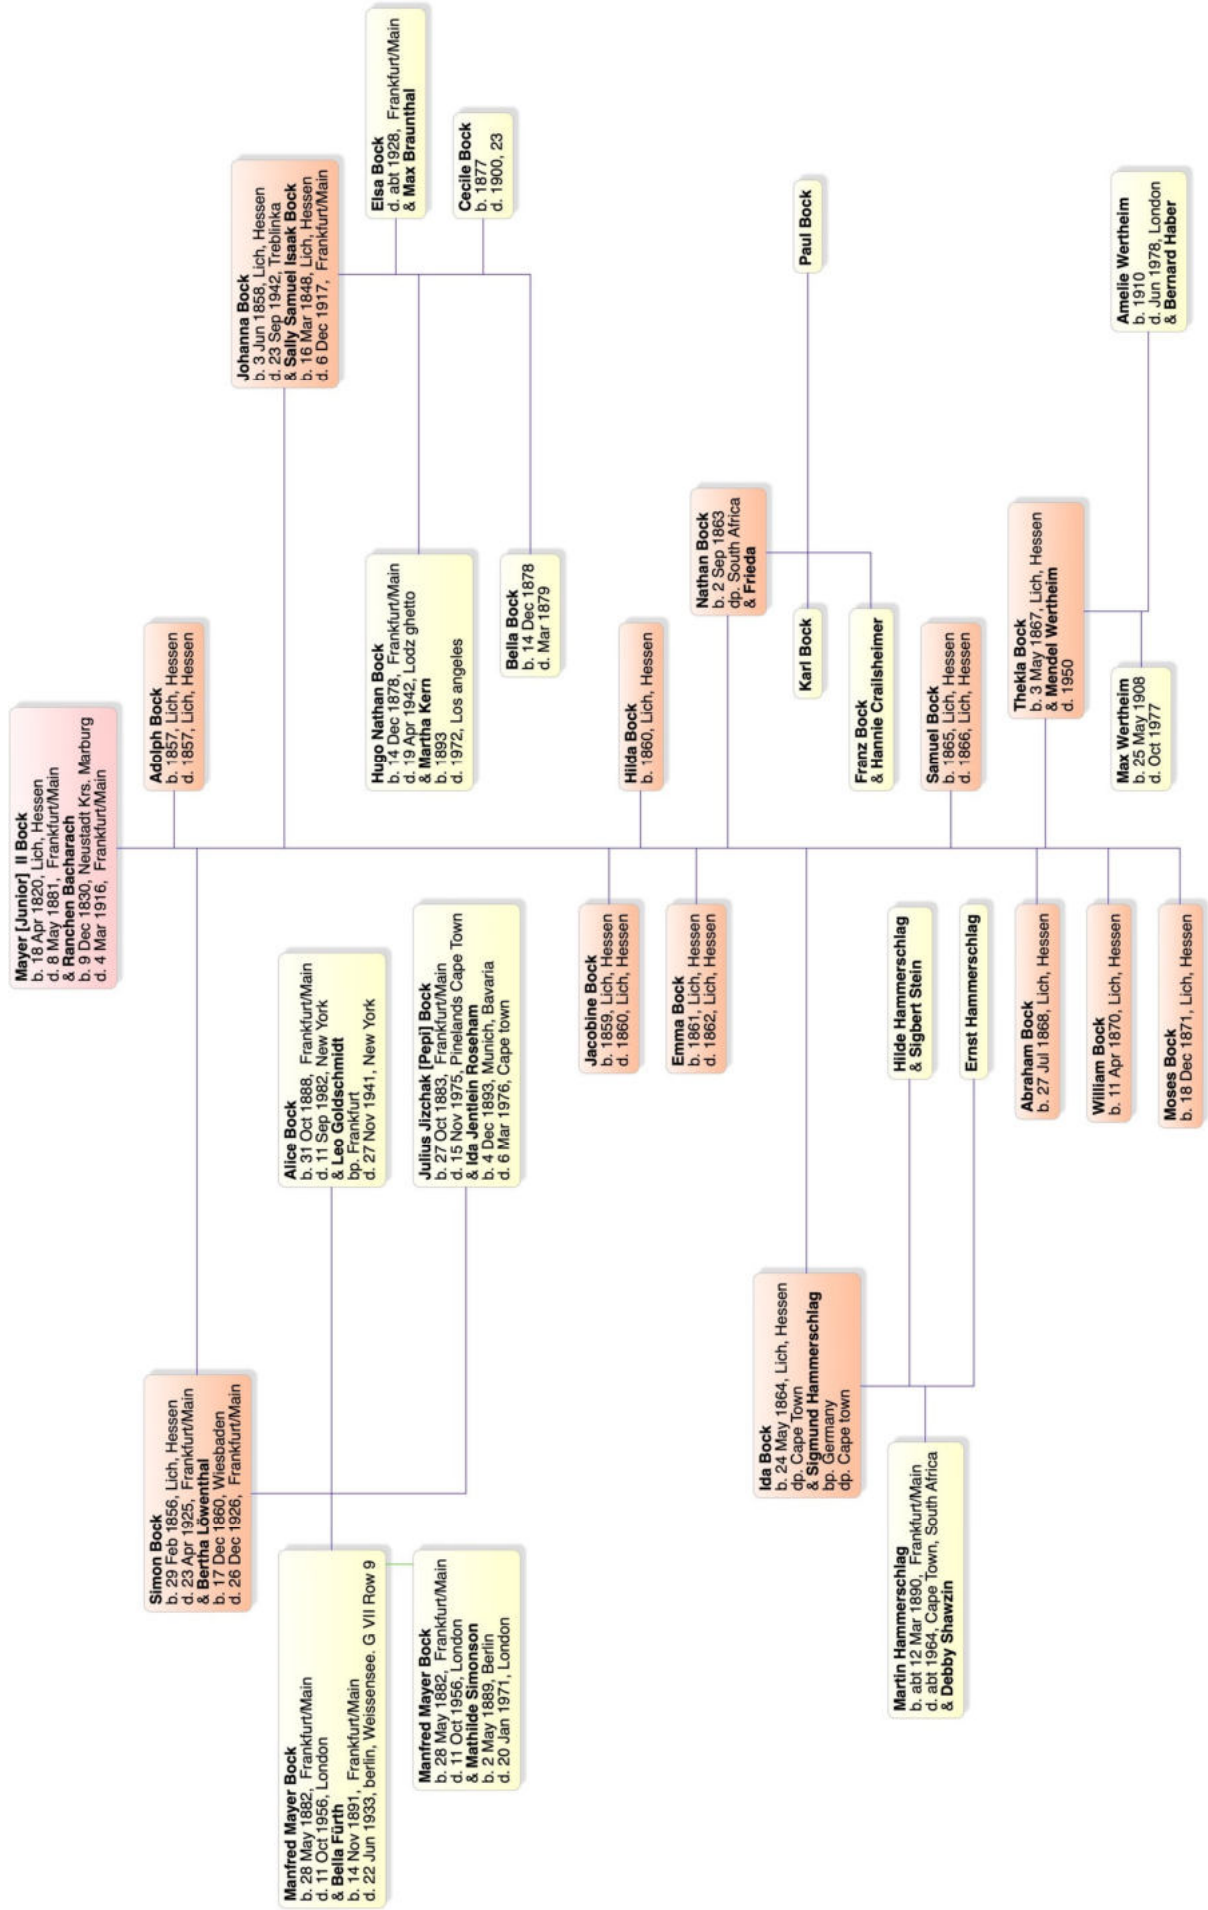 Mayer [Junior] II Bock
b. 18 Apr 1820, Lich, Hessen
d. 8 May 1881, Frankfurt/Main
& Ranchen Bacharach
b. 9 Dec 1830, Neustadt Krs. Marburg
d. 4 Mar 1916, Frankfurt/Main
Simon Bock
b. 29 Feb 1856, Lich, Hessen
d. 23 Apr 1925, Frankfurt/Main
& Bertha Löwenthal
b. 17 Dec 1860, Wiesbaden
d. 26 Dec 1926, Frankfurt/Main
Adolph Bock
b. 1857, Lich, Hessen
d. 1857, Lich, Hessen
Johanna Bock
b. 3 Jun 1858, Lich, Hessen
d. 23 Sep 1942, Treblinka
& Sally Samuel Isaak Bock
b. 16 Mar 1848, Lich, Hessen
d. 6 Dec 1917, Frankfurt/Main
Manfred Mayer Bock
b. 28 May 1882, Frankfurt/Main
d. 11 Oct 1956, London
& Bella Fürth
b. 14 Nov 1891, Frankfurt/Main
d. 22 Jun 1933, berlin, Weissensee. G VII Row 9
Alice Bock
b. 31 Oct 1888, Frankfurt/Main
d. 11 Sep 1982, New York
& Leo Goldschmidt
bp. Frankfurt
d. 27 Nov 1941, New York
Hugo Nathan Bock
b. 14 Dec 1878, Frankfurt/Main
d. 19 Apr 1942, Lodz ghetto
& Martha Kern
b. 1893
d. 1972, Los angeles
Elsa Bock
d. abt 1928, Frankfurt/Main
& Max Braunthal
Manfred Mayer Bock
b. 28 May 1882, Frankfurt/Main
d. 11 Oct 1956, London
& Mathilde Simonson
b. 2 May 1889, Berlin
d. 20 Jan 1971, London
Julius Jizchak [Pepi] Bock
b. 27 Oct 1883, Frankfurt/Main
d. 15 Nov 1975, Pinelands Cape Town
& Ida Jentlein Roseham
b. 4 Dec 1893, Munich, Bavaria
d. 6 Mar 1976, Cape town
Bella Bock
b. 14 Dec 1878
d. Mar 1879
Cecile Bock
b. 1877
d. 1900, 23
Jacobine Bock
b. 1859, Lich, Hessen
d. 1860, Lich, Hessen
Hilda Bock
b. 1860, Lich, Hessen
Emma Bock
b. 1861, Lich, Hessen
d. 1862, Lich, Hessen
Nathan Bock
b. 2 Sep 1863
dp. South Africa
& Frieda
Ida Bock
b. 24 May 1864, Lich, Hessen
dp. Cape Town
& Sigmund Hammerschlag
bp. Germany
dp. Cape town
Karl Bock
Paul Bock
Franz Bock
& Hannie Crailsheimer
Martin Hammerschlag
b. abt 12 Mar 1890, Frankfurt/Main
d. abt 1964, Cape Town, South Africa
& Debby Shawzin
Hilde Hammerschlag
& Sigbert Stein
Ernst Hammerschlag
Samuel Bock
b. 1865, Lich, Hessen
d. 1866, Lich, Hessen
Thekla Bock
b. 3 May 1867, Lich, Hessen
& Mendel Wertheim
d. 1950
Abraham Bock
b. 27 Jul 1868, Lich, Hessen
William Bock
b. 11 Apr 1870, Lich, Hessen
Max Wertheim
b. 25 May 1908
d. Oct 1977
Amelie Wertheim
b. 1910
d. Jun 1978, London
& Bernard Haber
Moses Bock
b. 18 Dec 1871, Lich, Hessen